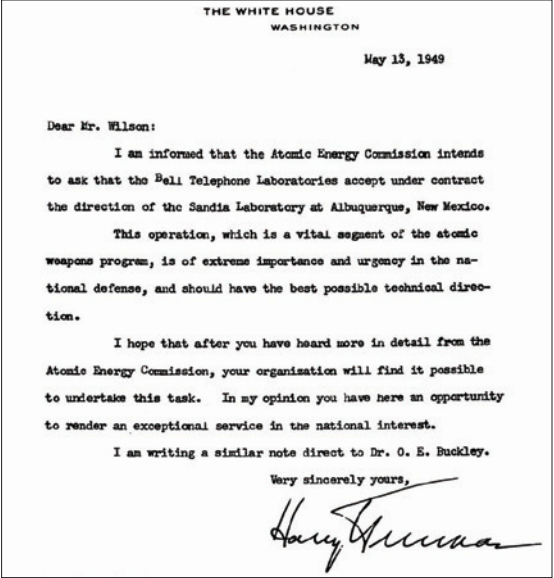 THE WHITE HOUSE
WASHINGTON
May 13, 1949
Dear Mr. Wilson:
I am informed that the Atomic Energy Commission intends
to ask that the Bell Telephone Laboratories accept under contract
the direction of the Sandia Laboratory at Albuquerque, New Mexico.
This operation, which is a vital segment of the atomic
weapons program, is of extreme importance and urgency in the na-
tional defense, and should have the best possible technical direc-
tion.
I hope that after you have heard more in detail from the
Atomic Energy Commission, your organization will find it possible
to undertake this task. In my opinion you have here an opportunity
to render an exceptional service in the national interest.
I am writing a similar note direct to Dr. O. E. Buckley.
Very sincerely yours,
Harry Truman